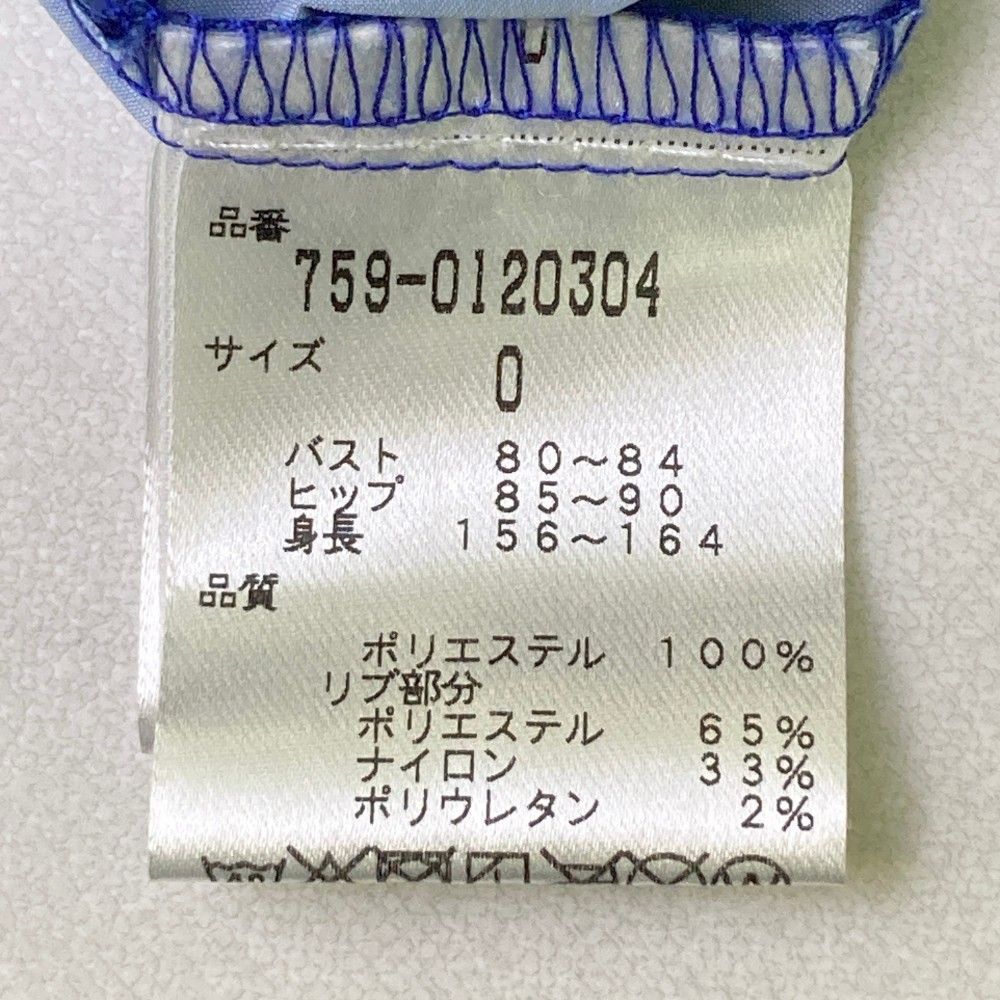 品番
759-0120304
サイズ 0
バスト 80～84
ヒップ 85～90
身長 156～164
品質
ポリエステル 100%
リブ部分
ポリエステル 65%
ナイロン 33%
ポリウレタン 2%